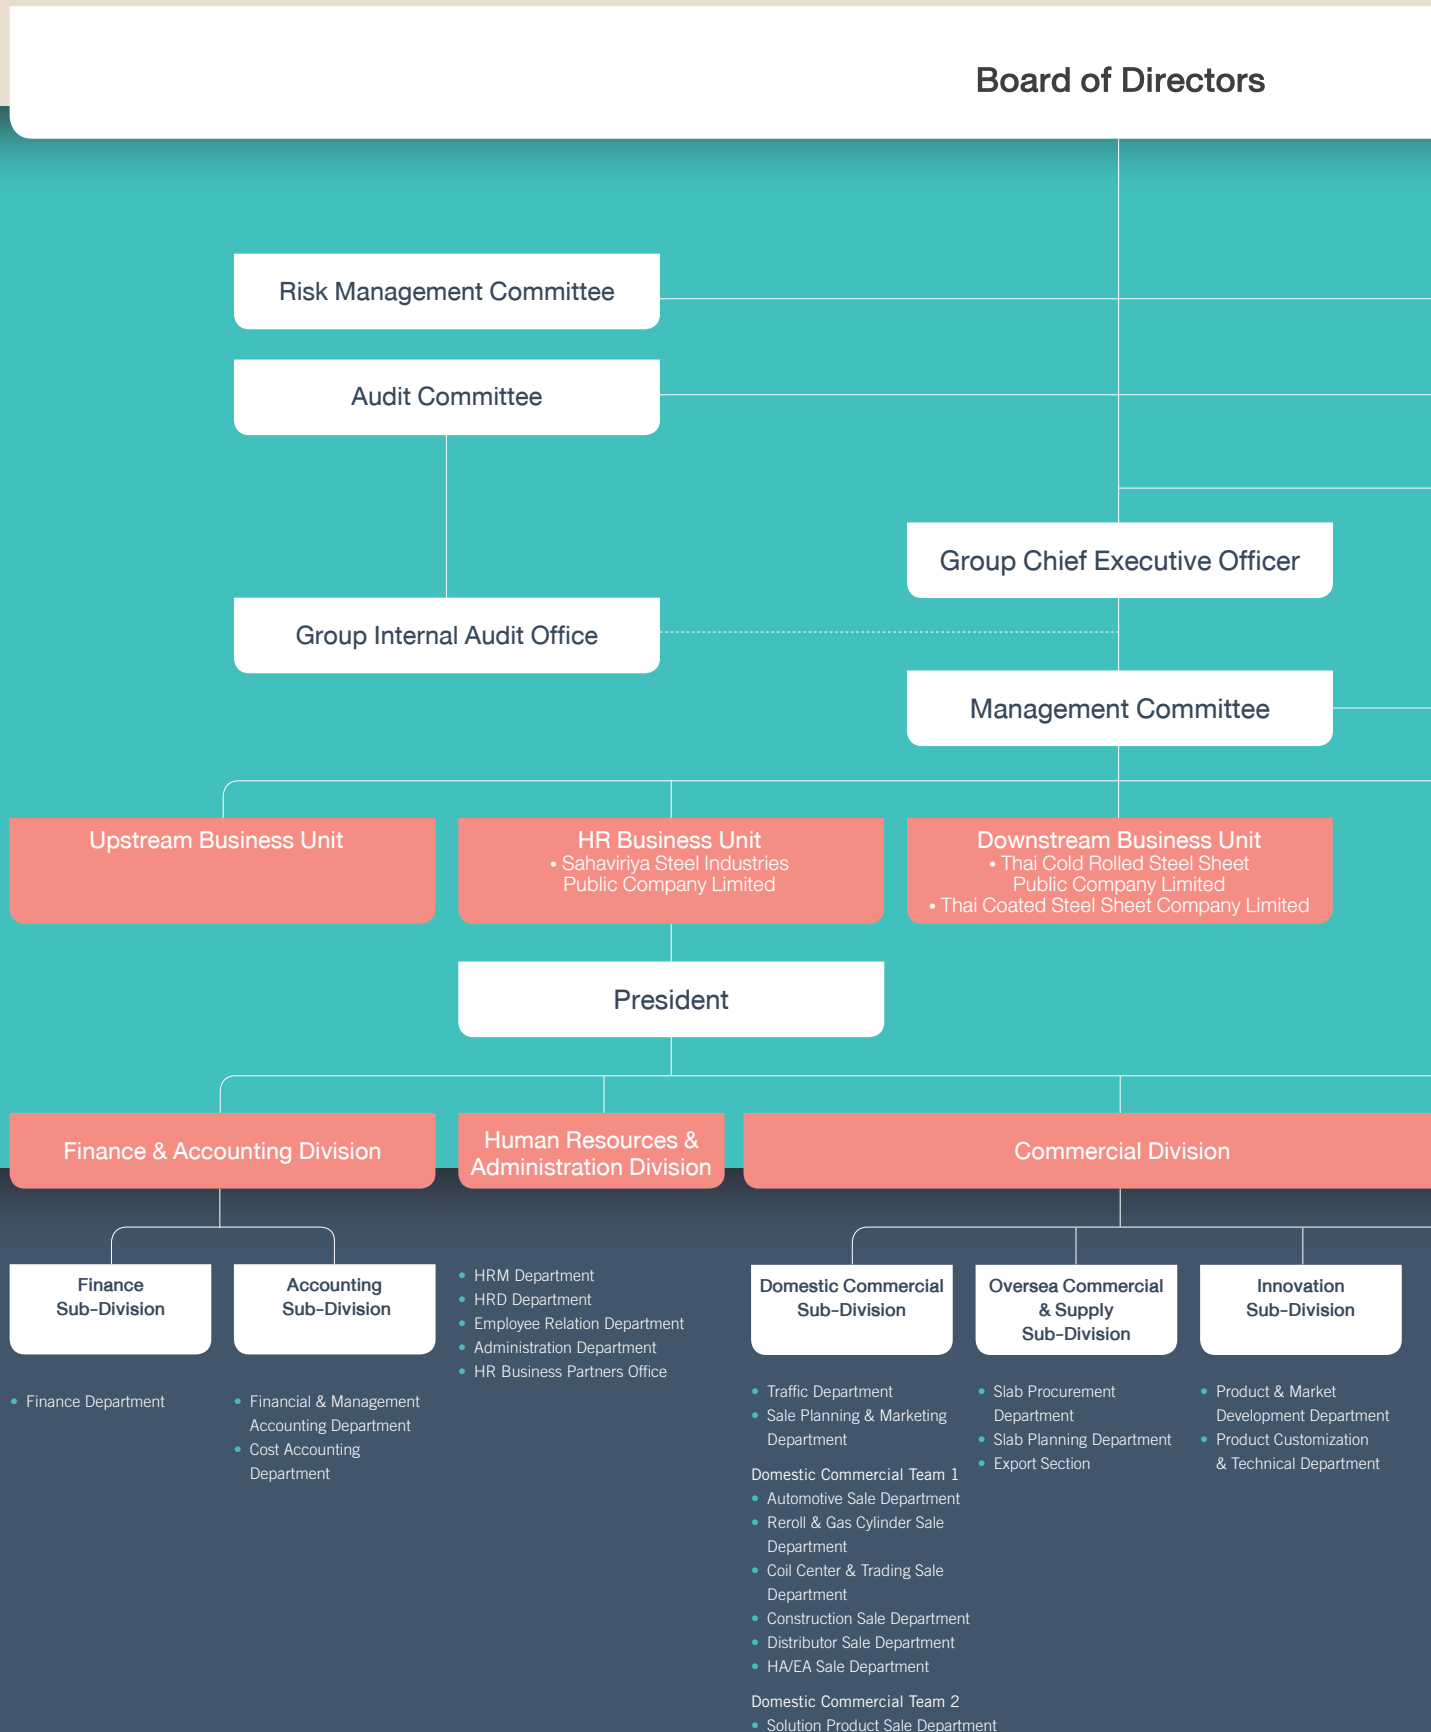 Board of Directors
Risk Management Committee
Audit Committee
Group Chief Executive Officer
Group Internal Audit Office
Management Committee
Upstream Business Unit
HR Business Unit
• Sahaviriya Steel Industries
Public Company Limited
Downstream Business Unit
• Thai Cold Rolled Steel Sheet
Public Company Limited
• Thai Coated Steel Sheet Company Limited
President
Finance & Accounting Division
Human Resources &
Administration Division
Commercial Division
Finance
Sub-Division
• Finance Department
Accounting
Sub-Division
• Financial & Management
Accounting Department
• Cost Accounting
Department
• HRM Department
• HRD Department
• Employee Relation Department
• Administration Department
• HR Business Partners Office
Domestic Commercial
Sub-Division
• Traffic Department
• Sale Planning & Marketing
Department
Domestic Commercial Team 1
• Automotive Sale Department
• Reroll & Gas Cylinder Sale
Department
• Coil Center & Trading Sale
Department
• Construction Sale Department
• Distributor Sale Department
• HA/EA Sale Department
Domestic Commercial Team 2
• Solution Product Sale Department
Oversea Commercial
& Supply
Sub-Division
• Slab Procurement
Department
• Slab Planning Department
• Export Section
Innovation
Sub-Division
• Product & Market
Development Department
• Product Customization
& Technical Department